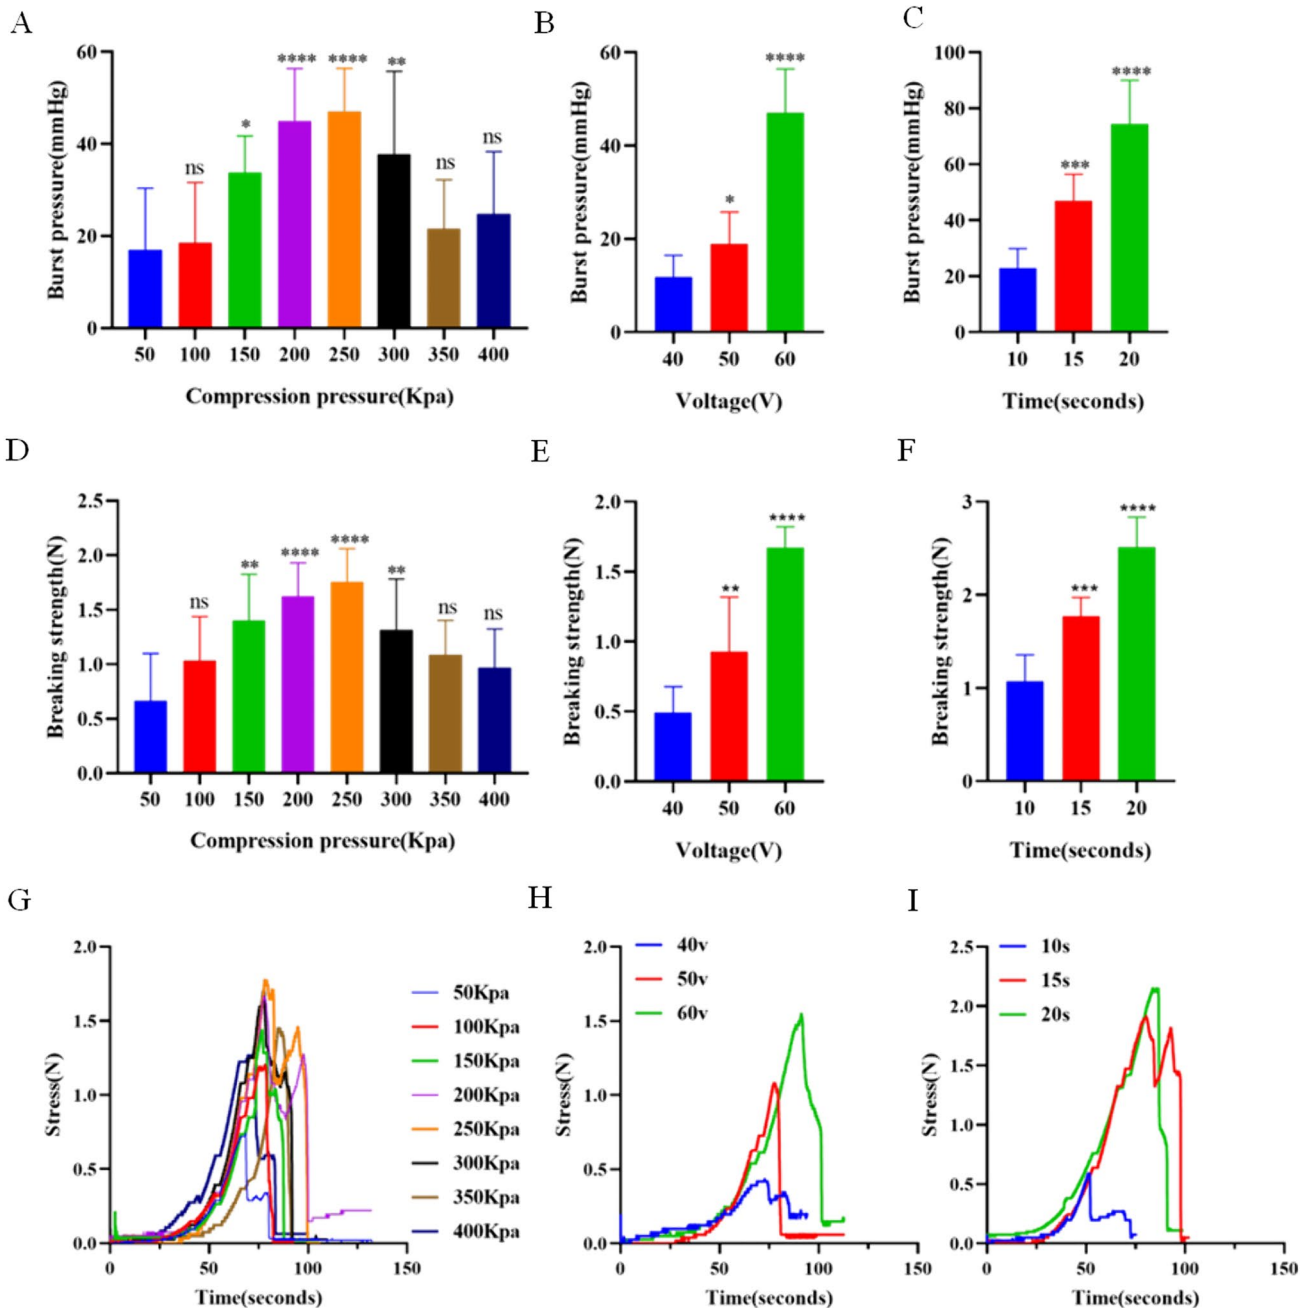 A
60
40
20
0
Burst pressure(mmHg)
ns
*
****
****
**
ns
ns
50 100 150 200 250 300 350 400
Compression pressure(Kpa)
B
60
40
20
0
Burst pressure(mmHg)
*
****
40 50 60
Voltage(V)
C
100
80
60
40
20
0
Burst pressure(mmHg)
***
****
10 15 20
Time(seconds)
D
2.5
2.0
1.5
1.0
0.5
0.0
Breaking strength(N)
ns
**
****
****
**
ns
ns
50 100 150 200 250 300 350 400
Compression pressure(Kpa)
E
2.0
1.5
1.0
0.5
0.0
Breaking strength(N)
**
****
40 50 60
Voltage(V)
F
3
2
1
0
Breaking strength(N)
***
****
10 15 20
Time(seconds)
G
2.0
1.5
1.0
0.5
0.0
Stress(N)
50Kpa
100Kpa
150Kpa
200Kpa
250Kpa
300Kpa
350Kpa
400Kpa
0 50 100 150
Time(seconds)
H
2.0
1.5
1.0
0.5
0.0
Stress(N)
40v
50v
60v
0 50 100 150
Time(seconds)
I
2.5
2.0
1.5
1.0
0.5
0.0
Stress(N)
10s
15s
20s
0 50 100 150
Time(seconds)